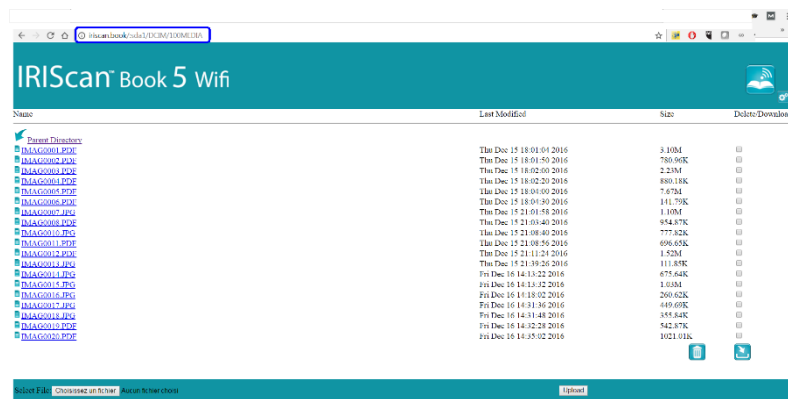 iriscan.book/sda1/DCIM/100MEDIA
IRIScan™ Book 5 Wifi
Name Last Modified Size Delete/Download
Parent Directory
IMAG0001.PDF Thu Dec 15 18:01:04 2016 3.10M
IMAG0002.PDF Thu Dec 15 18:01:50 2016 780.96K
IMAG0003.PDF Thu Dec 15 18:02:00 2016 2.23M
IMAG0004.PDF Thu Dec 15 18:02:20 2016 880.18K
IMAG0005.PDF Thu Dec 15 18:04:00 2016 7.67M
IMAG0006.PDF Thu Dec 15 18:04:30 2016 141.79K
IMAG0007.JPG Thu Dec 15 21:01:58 2016 1.10M
IMAG0008.PDF Thu Dec 15 21:03:40 2016 954.87K
IMAG0010.JPG Thu Dec 15 21:08:40 2016 777.82K
IMAG0011.PDF Thu Dec 15 21:08:56 2016 696.65K
IMAG0012.PDF Thu Dec 15 21:11:24 2016 1.52M
IMAG0013.JPG Thu Dec 15 21:39:26 2016 111.85K
IMAG0014.JPG Fri Dec 16 14:13:22 2016 675.64K
IMAG0015.JPG Fri Dec 16 14:13:32 2016 1.03M
IMAG0016.JPG Fri Dec 16 14:18:02 2016 260.62K
IMAG0017.JPG Fri Dec 16 14:31:36 2016 449.69K
IMAG0018.JPG Fri Dec 16 14:31:48 2016 355.84K
IMAG0019.PDF Fri Dec 16 14:32:28 2016 542.87K
IMAG0020.PDF Fri Dec 16 14:35:02 2016 1021.01K
Select File: Choisissez un fichier Aucun fichier choisi Upload